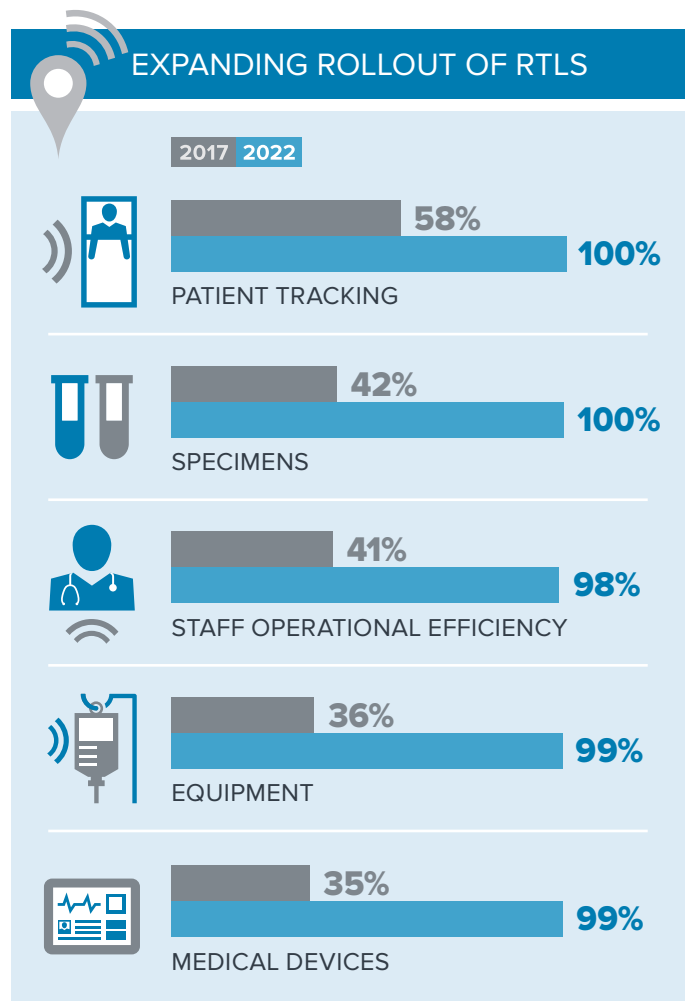 EXPANDING ROLLOUT OF RTLS
2017 2022
58%
100%
PATIENT TRACKING
42%
100%
SPECIMENS
41%
98%
STAFF OPERATIONAL EFFICIENCY
36%
99%
EQUIPMENT
35%
99%
MEDICAL DEVICES